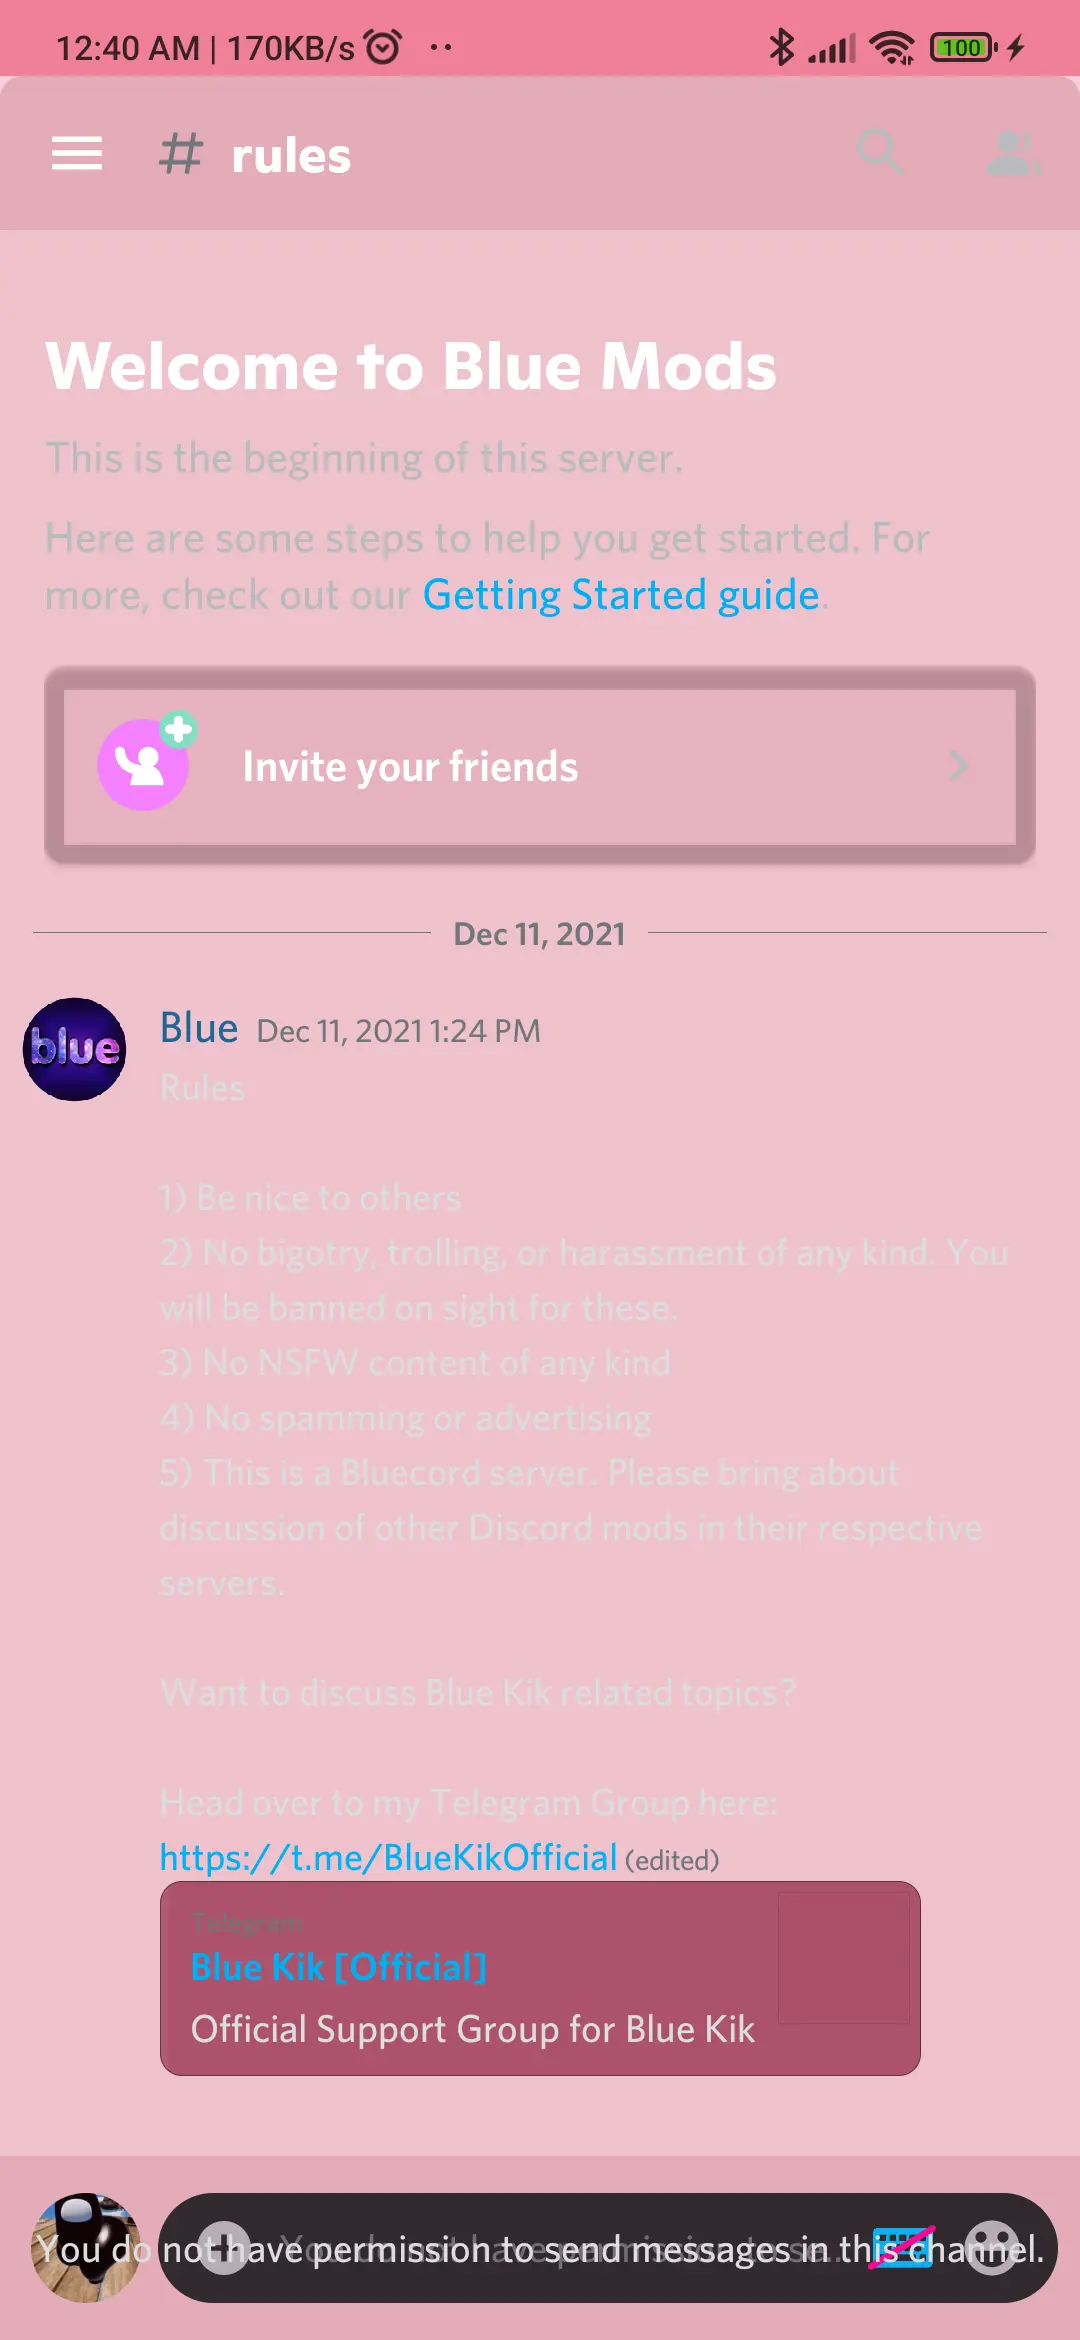 12:40 AM | 170KB/s
100
# rules
Welcome to Blue Mods
This is the beginning of this server.
Here are some steps to help you get started. For
more, check out our Getting Started guide.
Invite your friends
Dec 11, 2021
blue
Blue Dec 11, 2021 1:24 PM
Rules
1) Be nice to others
2) No bigotry, trolling, or harassment of any kind. You
will be banned on sight for these.
3) No NSFW content of any kind
4) No spamming or advertising
5) This is a Bluecord server. Please bring about
discussion of other Discord mods in their respective
servers.
Want to discuss Blue Kik related topics?
Head over to my Telegram Group here:
https://t.me/BlueKikOfficial (edited)
Telegram
Blue Kik [Official]
Official Support Group for Blue Kik
You do not have permission to send messages in this channel.